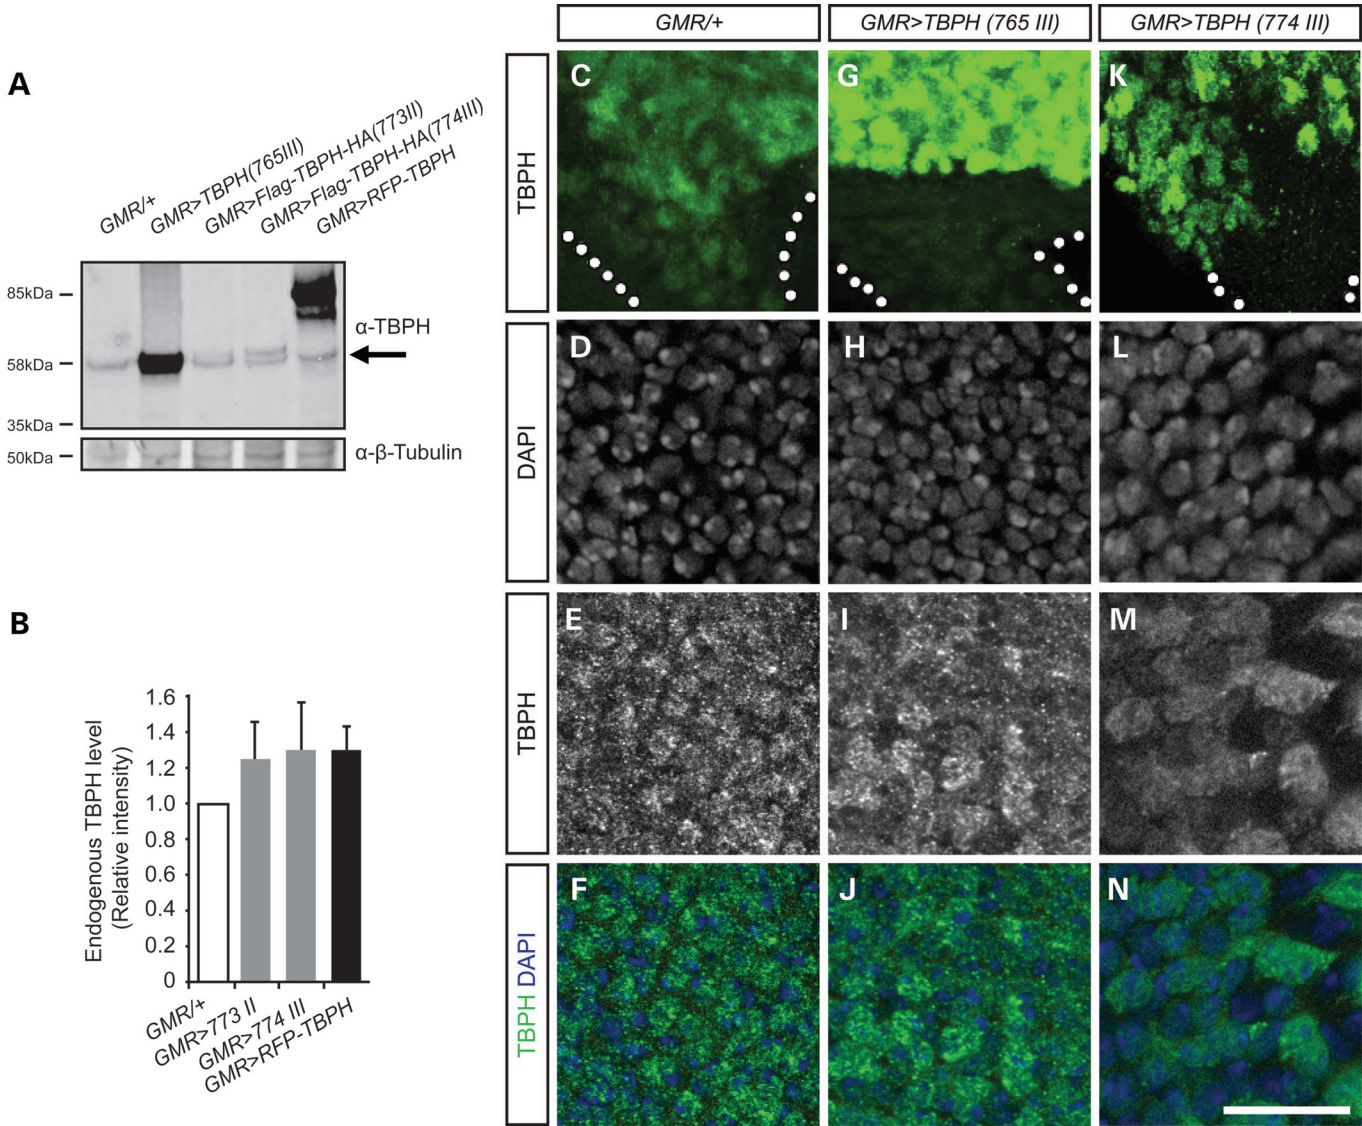 A
GMR/+
GMR>TBPH(765III)
GMR>Flag-TBPH-HA(773II)
GMR>Flag-TBPH-HA(774III)
GMR>RFP-TBPH
85kDa
58kDa
35kDa
50kDa
α-TBPH
α-β-Tubulin
B
Endogenous TBPH level
(Relative intensity)
1.6
1.4
1.2
1.0
0.8
0.6
0.4
0.2
0
GMR/+
GMR>773 II
GMR>774 III
GMR>RFP-TBPH
GMR/+
GMR>TBPH (765 III)
GMR>TBPH (774 III)
TBPH
C
G
K
DAPI
D
H
L
TBPH
E
I
M
TBPH DAPI
F
J
N